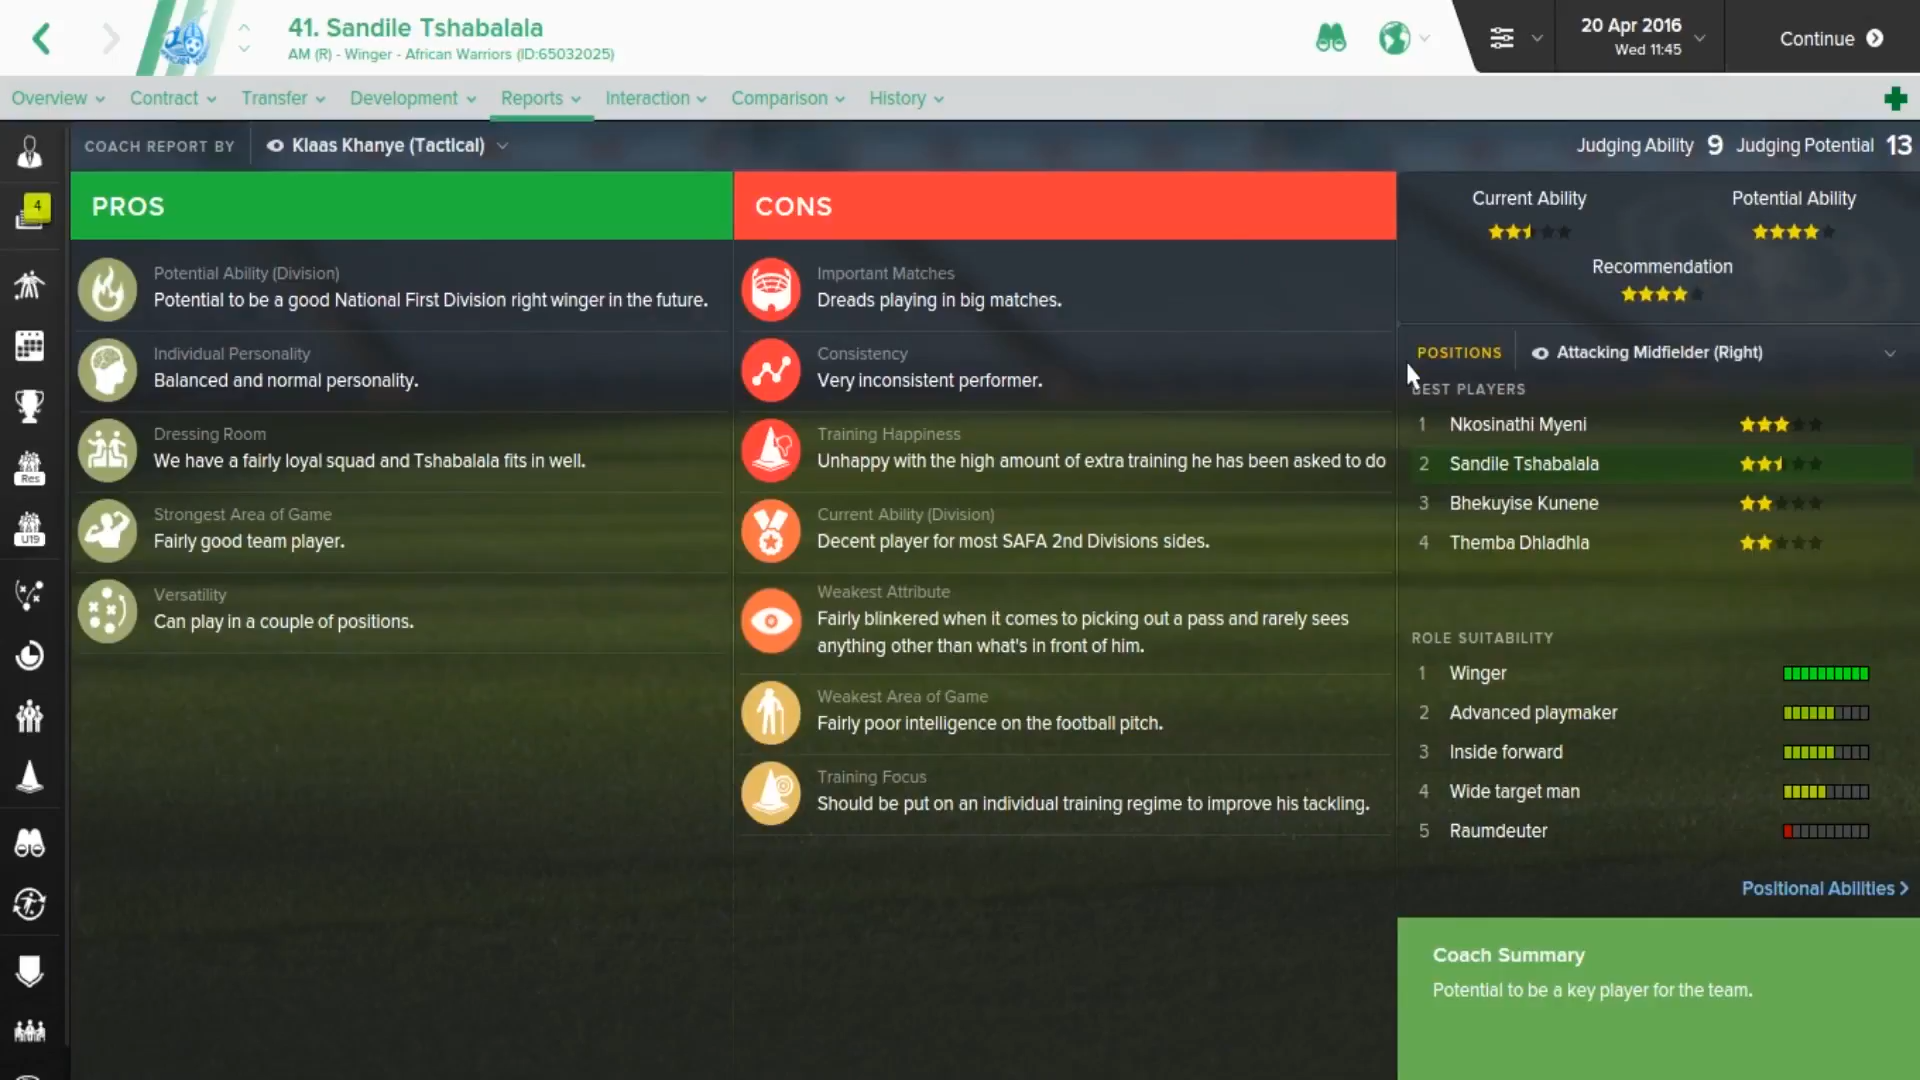 41. Sandile Tshabalala
AM (R) - Winger - African Warriors (ID:65032025)
20 Apr 2016
Wed 11:45
Continue
Overview
Contract
Transfer
Development
Reports
Interaction
Comparison
History
COACH REPORT BY
Klaas Khanye (Tactical)
Judging Ability 9 Judging Potential 13
PROS
CONS
Potential Ability (Division)
Potential to be a good National First Division right winger in the future.
Individual Personality
Balanced and normal personality.
Dressing Room
We have a fairly loyal squad and Tshabalala fits in well.
Strongest Area of Game
Fairly good team player.
Versatility
Can play in a couple of positions.
Important Matches
Dreads playing in big matches.
Consistency
Very inconsistent performer.
Training Happiness
Unhappy with the high amount of extra training he has been asked to do
Current Ability (Division)
Decent player for most SAFA 2nd Divisions sides.
Weakest Attribute
Fairly blinkered when it comes to picking out a pass and rarely sees
anything other than what's in front of him.
Weakest Area of Game
Fairly poor intelligence on the football pitch.
Training Focus
Should be put on an individual training regime to improve his tackling.
Current Ability
Potential Ability
Recommendation
POSITIONS
Attacking Midfielder (Right)
BEST PLAYERS
1 Nkosinathi Myeni
2 Sandile Tshabalala
3 Bhekuyise Kunene
4 Themba Dhladhla
ROLE SUITABILITY
1 Winger
2 Advanced playmaker
3 Inside forward
4 Wide target man
5 Raumdeuter
Positional Abilities
Coach Summary
Potential to be a key player for the team.
4
Res
U19